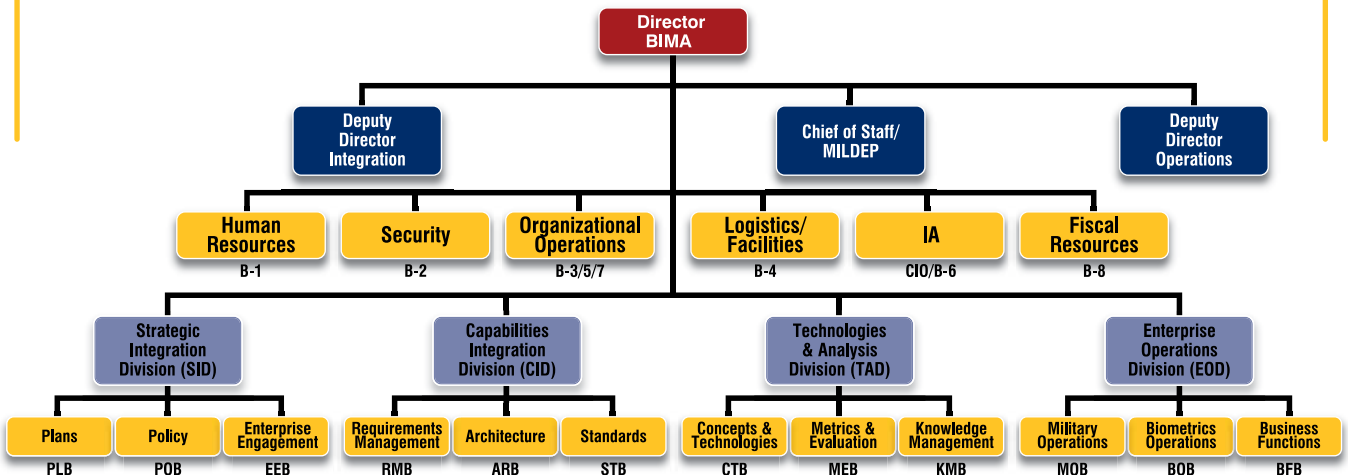 Director
BIMA
Deputy
Director
Integration
Chief of Staff/
MILDEP
Deputy
Director
Operations
Human
Resources
B-1
Security
B-2
Organizational
Operations
B-3/5/7
Logistics/
Facilities
B-4
IA
CIO/B-6
Fiscal
Resources
B-8
Strategic
Integration
Division (SID)
Capabilities
Integration
Division (CID)
Technologies
& Analysis
Division (TAD)
Enterprise
Operations
Division (EOD)
Plans
PLB
Policy
POB
Enterprise
Engagement
EEB
Requirements
Management
RMB
Architecture
ARB
Standards
STB
Concepts &
Technologies
CTB
Metrics &
Evaluation
MEB
Knowledge
Management
KMB
Military
Operations
MOB
Biometrics
Operations
BOB
Business
Functions
BFB